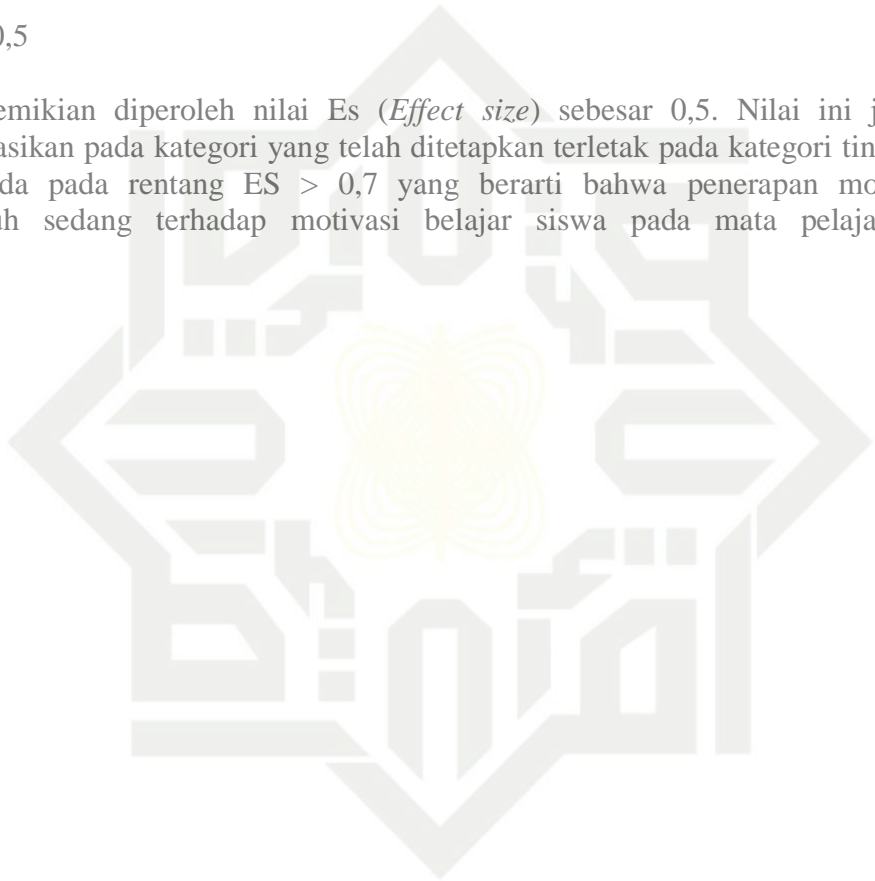 0,5
emikian diperoleh nilai Es (Effect size) sebesar 0,5. Nilai ini j
asikan pada kategori yang telah ditetapkan terletak pada kategori tin
da pada rentang ES > 0,7 yang berarti bahwa penerapan mo
uh sedang terhadap motivasi belajar siswa pada mata pelaja